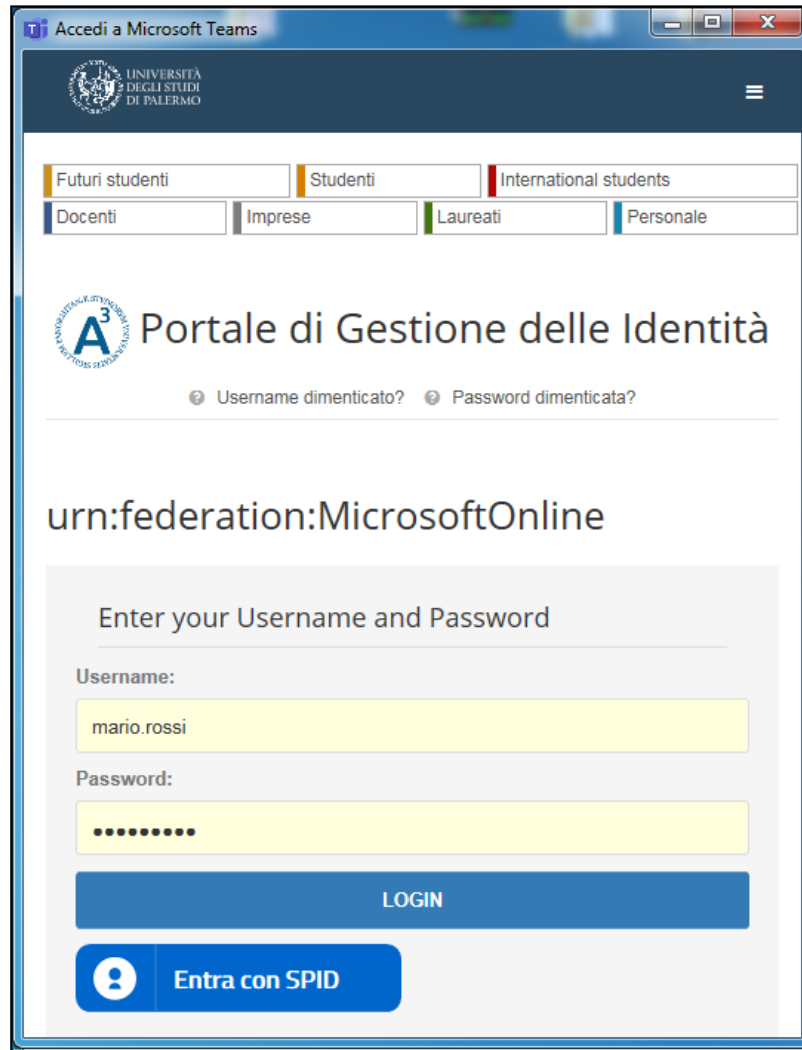 Accedi a Microsoft Teams
UNIVERSITÀ
DEGLI STUDI
DI PALERMO
Futuri studenti Studenti International students
Docenti Imprese Laureati Personale
A3 Portale di Gestione delle Identità
Username dimenticato? Password dimenticata?
urn:federation:MicrosoftOnline
Enter your Username and Password
Username:
mario.rossi
Password:
•••••••••
LOGIN
Entra con SPID